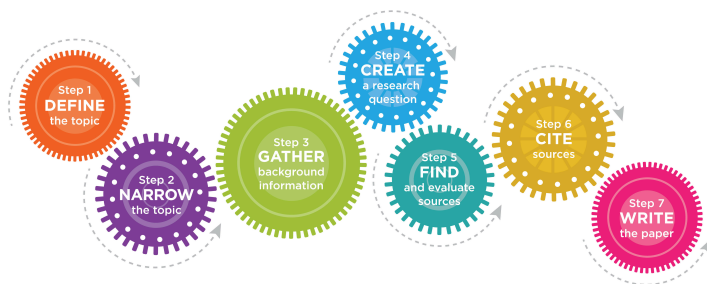 Step 1
DEFINE
the topic
Step 2
NARROW
the topic
Step 3
GATHER
background
information
Step 4
CREATE
a research
question
Step 5
FIND
and evaluate
sources
Step 6
CITE
sources
Step 7
WRITE
the paper